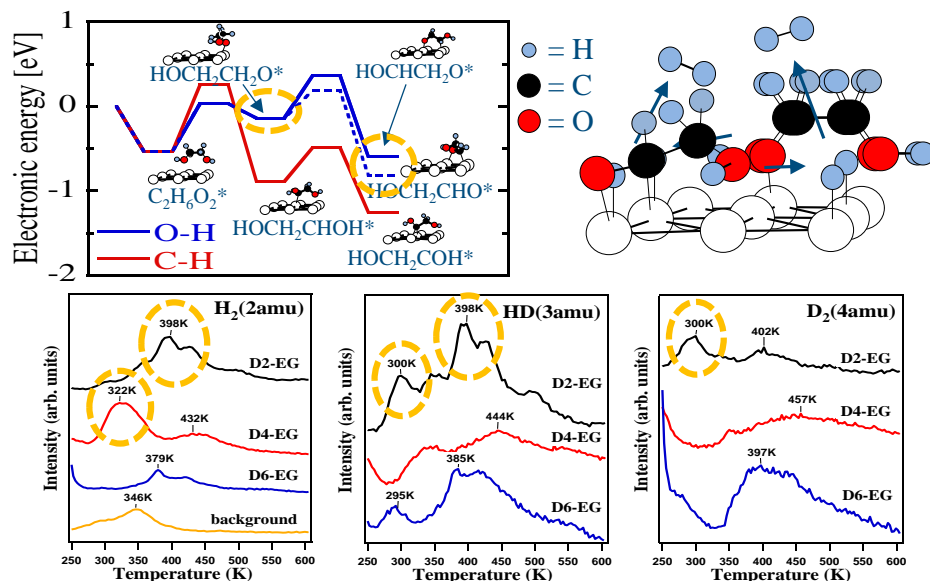 1
0
-1
-2
Electronic energy [eV]
HOCH2CH2O*
HOCHCH2O*
C2H6O2*
HOCH2CHO*
HOCH2CHOH*
HOCH2COH*
O-H
C-H
= H
= C
= O
H2(2amu)
398K
D2-EG
322K
432K
D4-EG
379K
D6-EG
346K
background
Intensity (arb. units)
250 300 350 400 450 500 550 600
Temperature (K)
HD(3amu)
398K
300K
D2-EG
444K
D4-EG
385K
295K
D6-EG
Intensity (arb. units)
250 300 350 400 450 500 550 600
Temperature (K)
D2(4amu)
300K
402K
D2-EG
457K
D4-EG
397K
D6-EG
Intensity (arb. units)
250 300 350 400 450 500 550 600
Temperature (K)